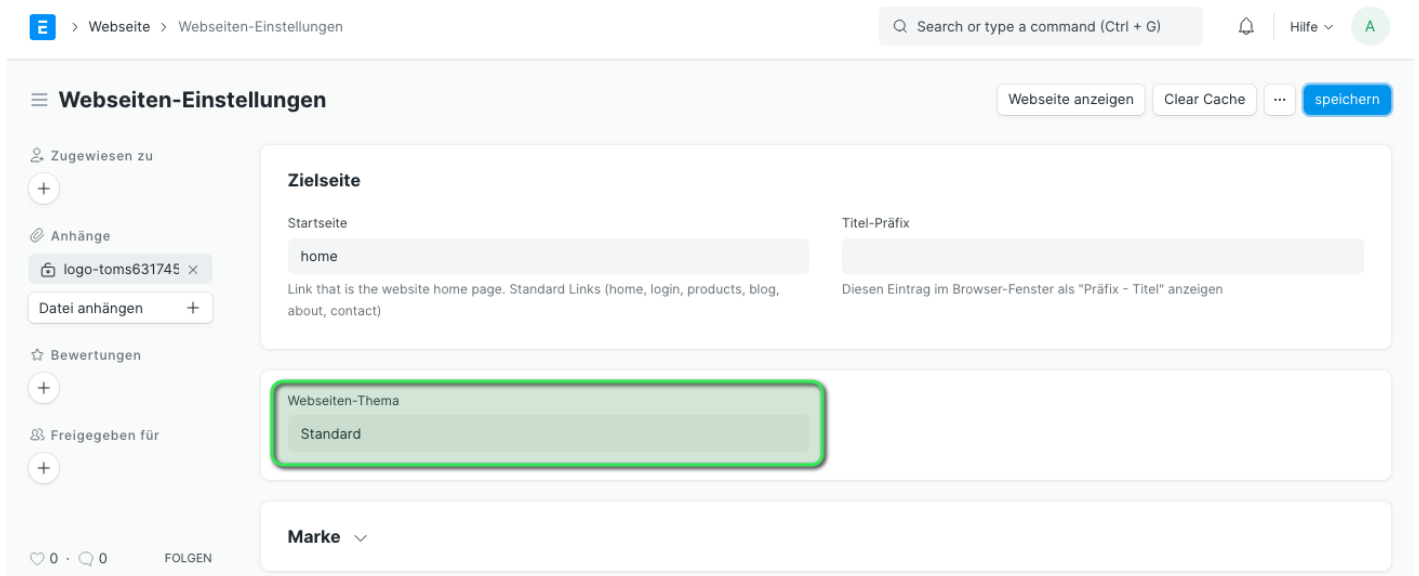 E > Webseite > Webseiten-Einstellungen
Search or type a command (Ctrl + G)
Hilfe
A
Webseiten-Einstellungen
Webseite anzeigen
Clear Cache
···
speichern
Zugewiesen zu
+
Anhänge
logo-toms631745 ×
Datei anhängen +
Bewertungen
+
Freigegeben für
+
0 · 0 FOLGEN
Zielseite
Startseite
home
Link that is the website home page. Standard Links (home, login, products, blog,
about, contact)
Titel-Präfix
Diesen Eintrag im Browser-Fenster als "Präfix - Titel" anzeigen
Webseiten-Thema
Standard
Marke